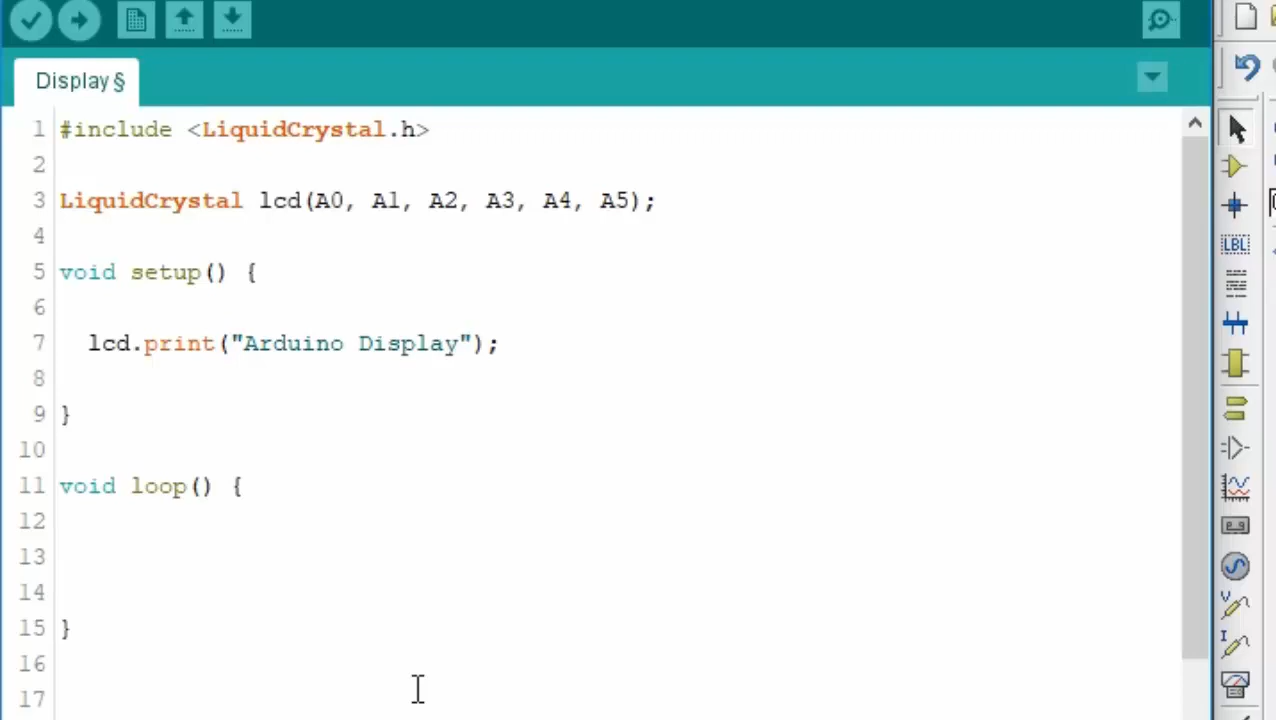 Display §
1 #include <LiquidCrystal.h>
2
3 LiquidCrystal lcd(A0, A1, A2, A3, A4, A5);
4
5 void setup() {
6
7   lcd.print("Arduino Display");
8
9 }
10
11 void loop() {
12
13
14
15 }
16
17
LBL
V
I